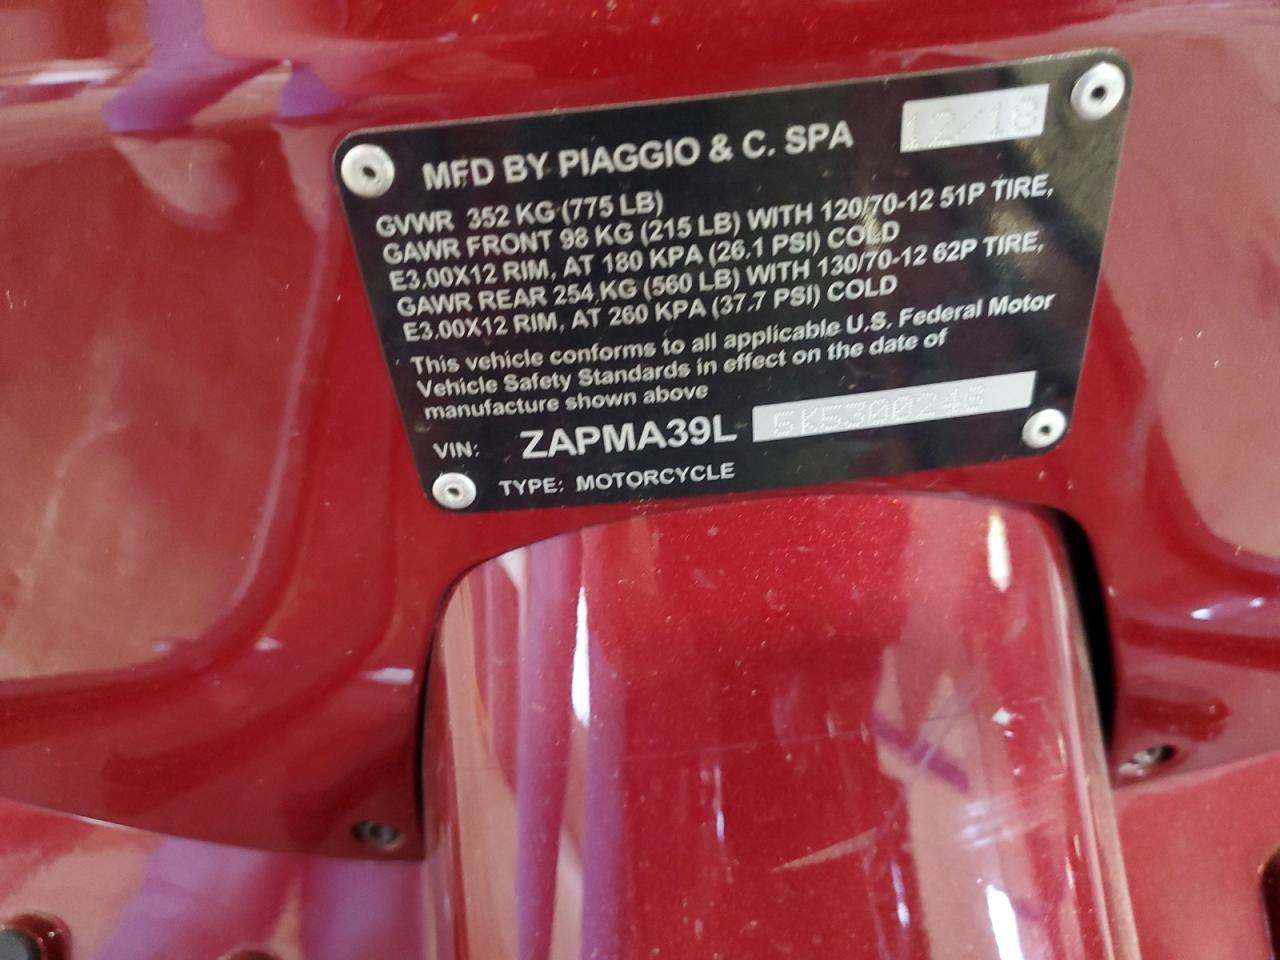 MFD BY PIAGGIO & C. SPA 12/18
GVWR 352 KG (775 LB)
GAWR FRONT 98 KG (215 LB) WITH 120/70-12 51P TIRE,
E3.00X12 RIM, AT 180 KPA (26.1 PSI) COLD
GAWR REAR 254 KG (560 LB) WITH 130/70-12 62P TIRE,
E3.00X12 RIM, AT 260 KPA (37.7 PSI) COLD
This vehicle conforms to all applicable U.S. Federal Motor
Vehicle Safety Standards in effect on the date of
manufacture shown above
VIN: ZAPMA39L
TYPE: MOTORCYCLE